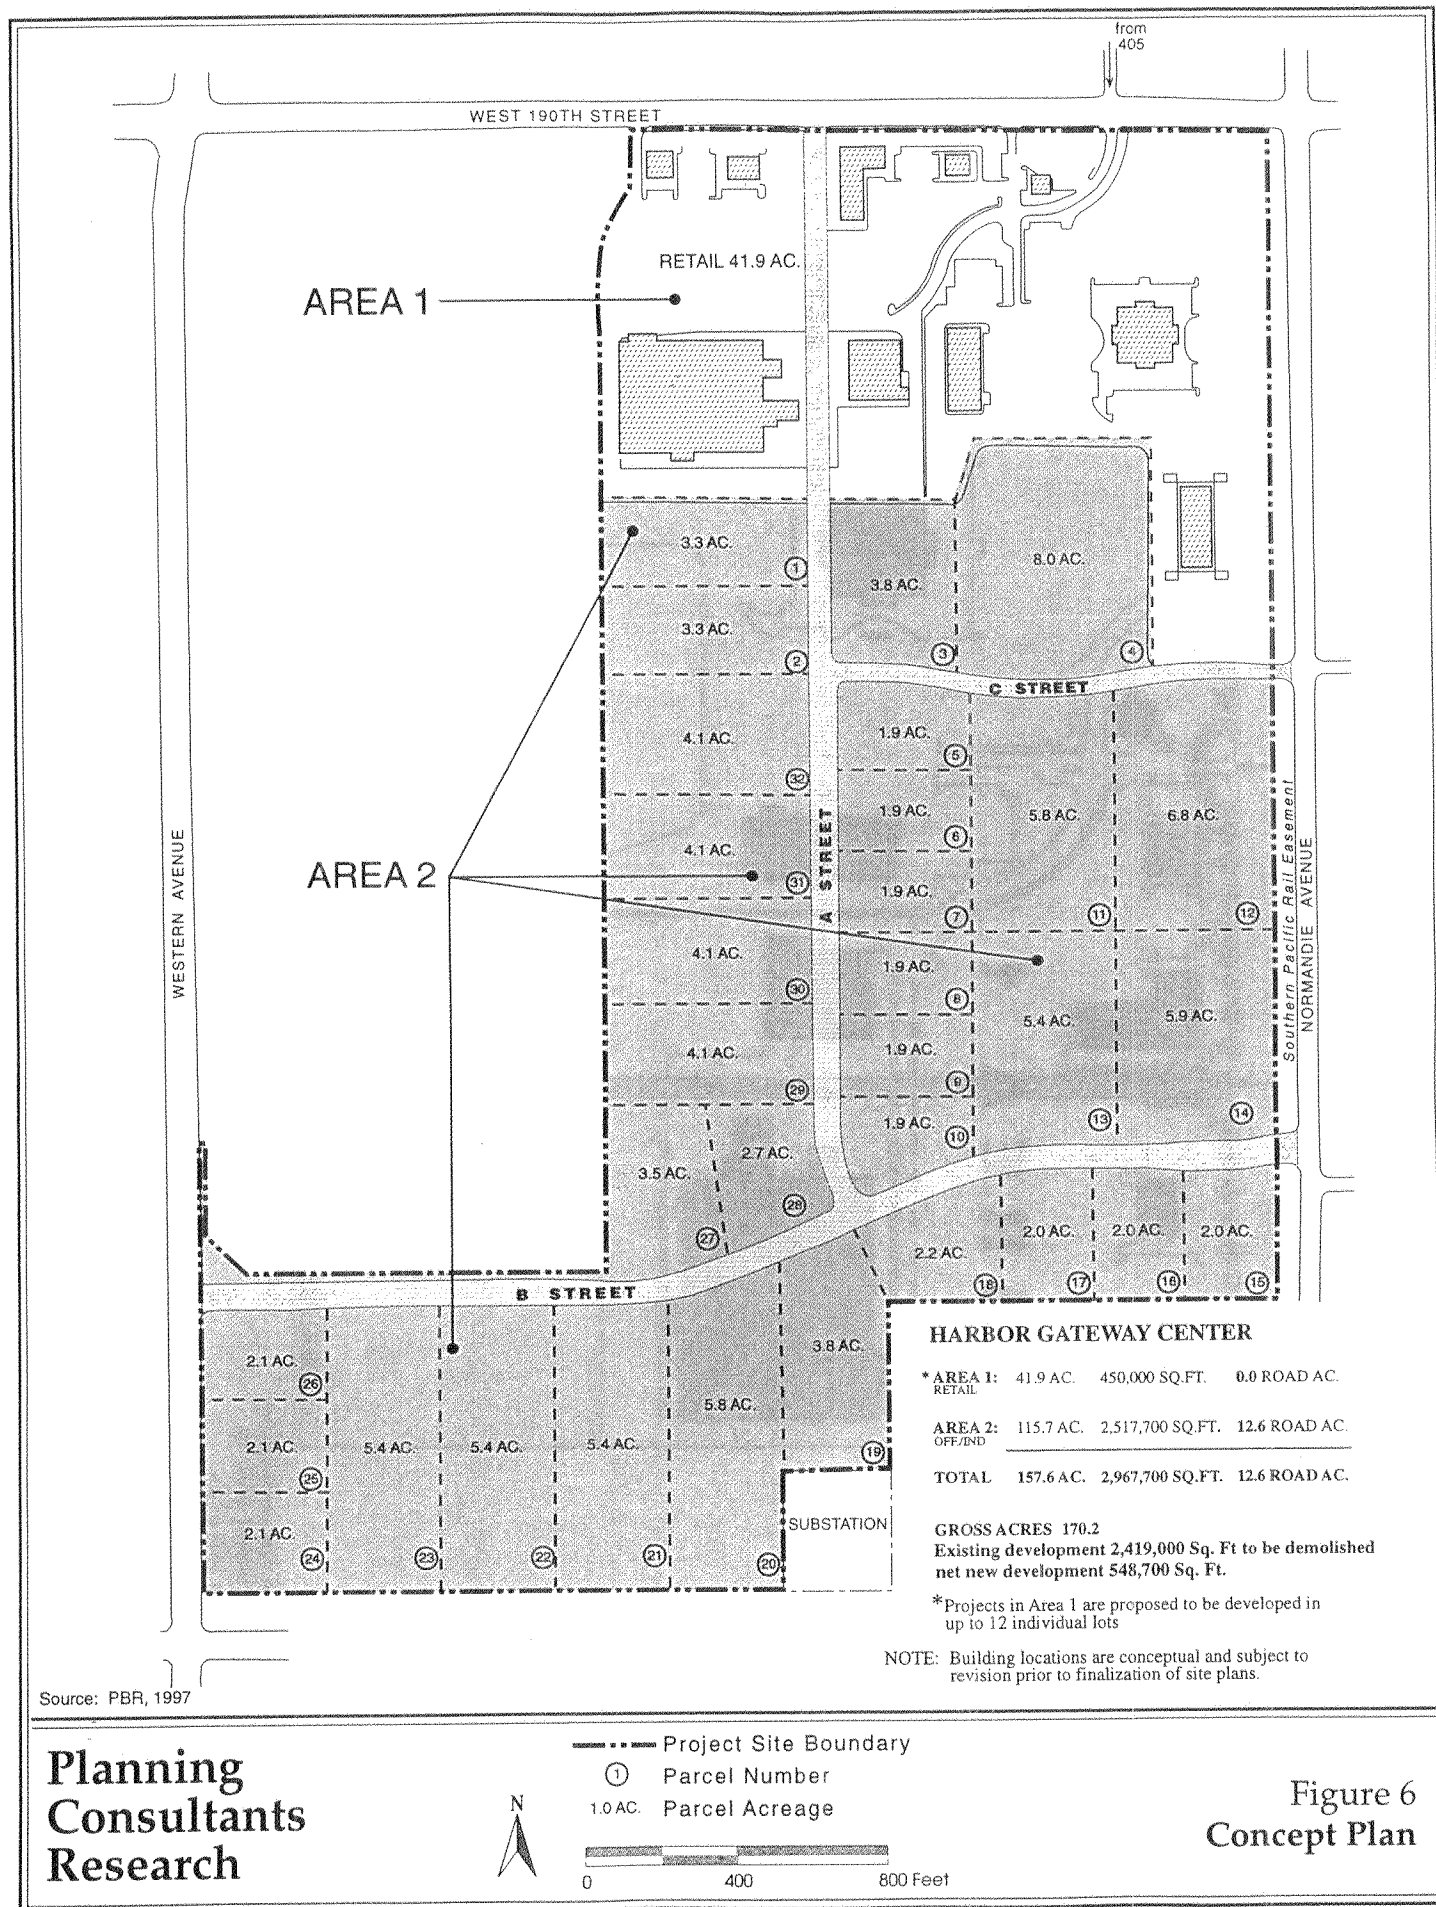 from
405
WEST 190TH STREET
RETAIL 41.9 AC.
AREA 1
3.3 AC.
1
3.8 AC.
3
8.0 AC.
4
3.3 AC.
2
C STREET
4.1 AC.
32
1.9 AC.
5
4.1 AC.
31
1.9 AC.
6
5.8 AC.
11
6.8 AC.
12
AREA 2
A STREET
1.9 AC.
7
WESTERN AVENUE
Southern Pacific Rail Easement
NORMANDIE AVENUE
4.1 AC.
30
1.9 AC.
8
5.4 AC.
13
5.9 AC.
14
4.1 AC.
29
1.9 AC.
9
1.9 AC.
10
3.5 AC.
27
2.7 AC.
28
2.2 AC.
18
2.0 AC.
17
2.0 AC.
16
2.0 AC.
15
B STREET
2.1 AC.
26
2.1 AC.
25
2.1 AC.
24
5.4 AC.
23
5.4 AC.
22
5.4 AC.
21
5.8 AC.
20
3.8 AC.
19
SUBSTATION
HARBOR GATEWAY CENTER
*AREA 1: 41.9 AC. 450,000 SQ.FT. 0.0 ROAD AC.
RETAIL
AREA 2: 115.7 AC. 2,517,700 SQ.FT. 12.6 ROAD AC.
OFF/IND
TOTAL 157.6 AC. 2,967,700 SQ.FT. 12.6 ROAD AC.
GROSS ACRES 170.2
Existing development 2,419,000 Sq. Ft to be demolished
net new development 548,700 Sq. Ft.
*Projects in Area 1 are proposed to be developed in
up to 12 individual lots
NOTE: Building locations are conceptual and subject to
revision prior to finalization of site plans.
Source: PBR, 1997
Planning
Consultants
Research
N
Project Site Boundary
1 Parcel Number
1.0 AC. Parcel Acreage
0 400 800 Feet
Figure 6
Concept Plan